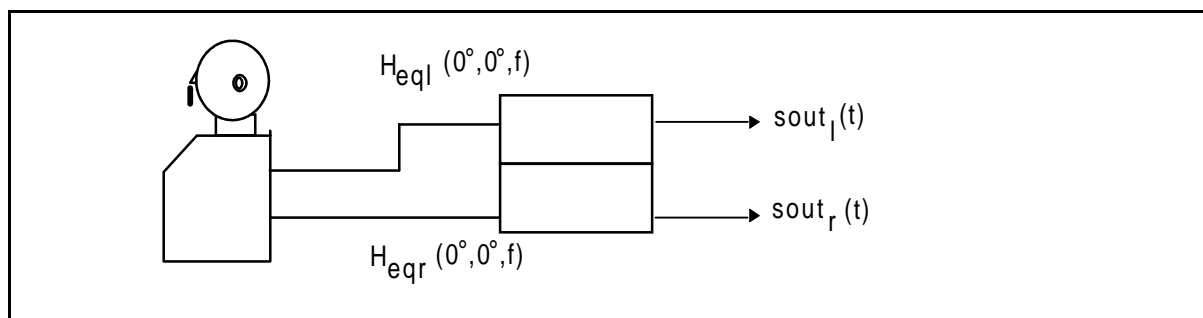 H_eql (0°,0°,f)
sout_l(t)
sout_r (t)
H_eqr (0°,0°,f)